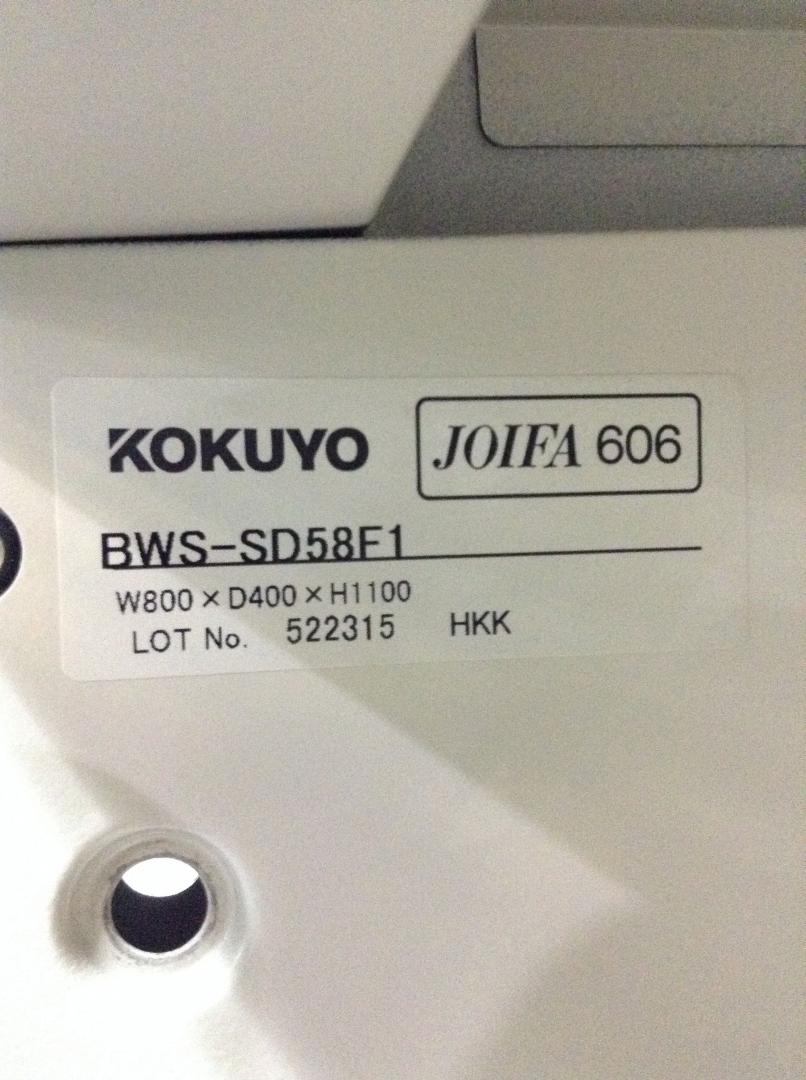 KOKUYO JOIFA 606
BWS-SD58F1
W800×D400×H1100
LOT No. 522315 HKK